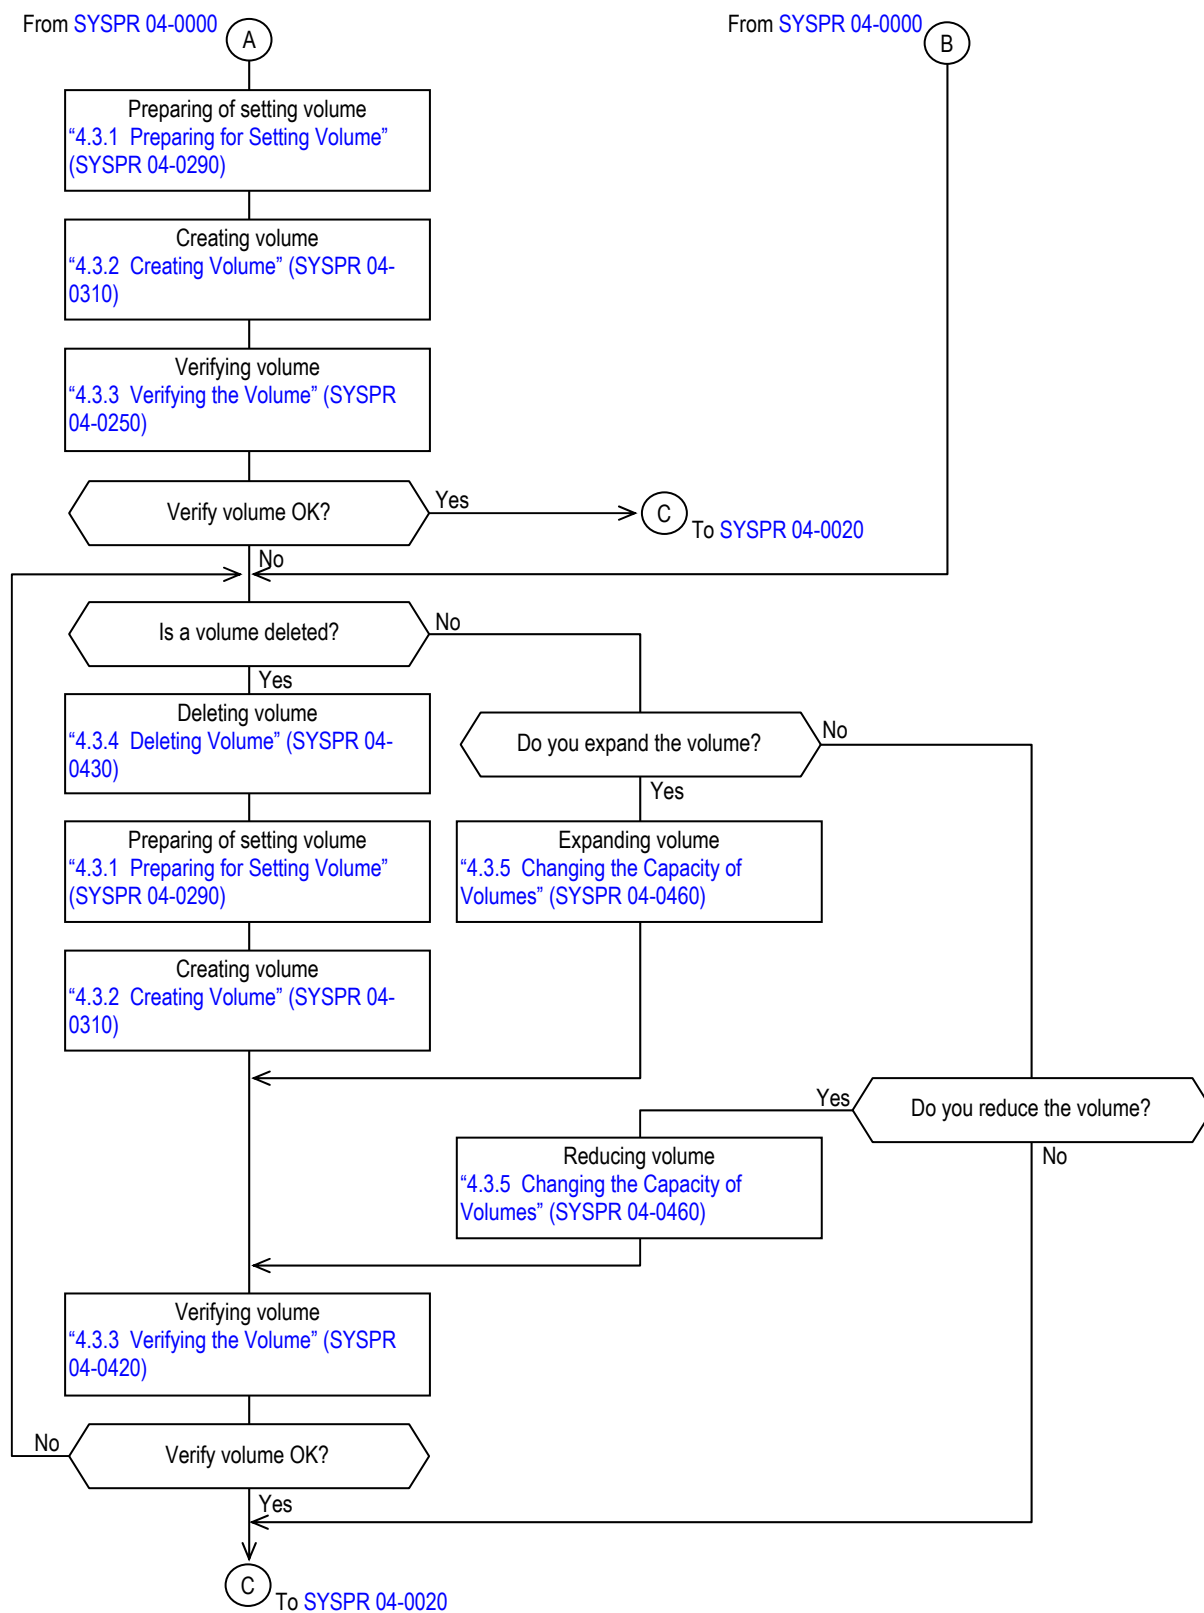 From SYSPR 04-0000
A
From SYSPR 04-0000
B
Preparing of setting volume
“4.3.1  Preparing for Setting Volume”
(SYSPR 04-0290)
Creating volume
“4.3.2  Creating Volume” (SYSPR 04-
0310)
Verifying volume
“4.3.3  Verifying the Volume” (SYSPR
04-0250)
Verify volume OK?
Yes
C
To SYSPR 04-0020
No
Is a volume deleted?
No
Yes
Deleting volume
“4.3.4  Deleting Volume” (SYSPR 04-
0430)
Do you expand the volume?
No
Yes
Preparing of setting volume
“4.3.1  Preparing for Setting Volume”
(SYSPR 04-0290)
Expanding volume
“4.3.5  Changing the Capacity of
Volumes” (SYSPR 04-0460)
Creating volume
“4.3.2  Creating Volume” (SYSPR 04-
0310)
Yes
Do you reduce the volume?
No
Reducing volume
“4.3.5  Changing the Capacity of
Volumes” (SYSPR 04-0460)
Verifying volume
“4.3.3  Verifying the Volume” (SYSPR
04-0420)
No
Verify volume OK?
Yes
C
To SYSPR 04-0020